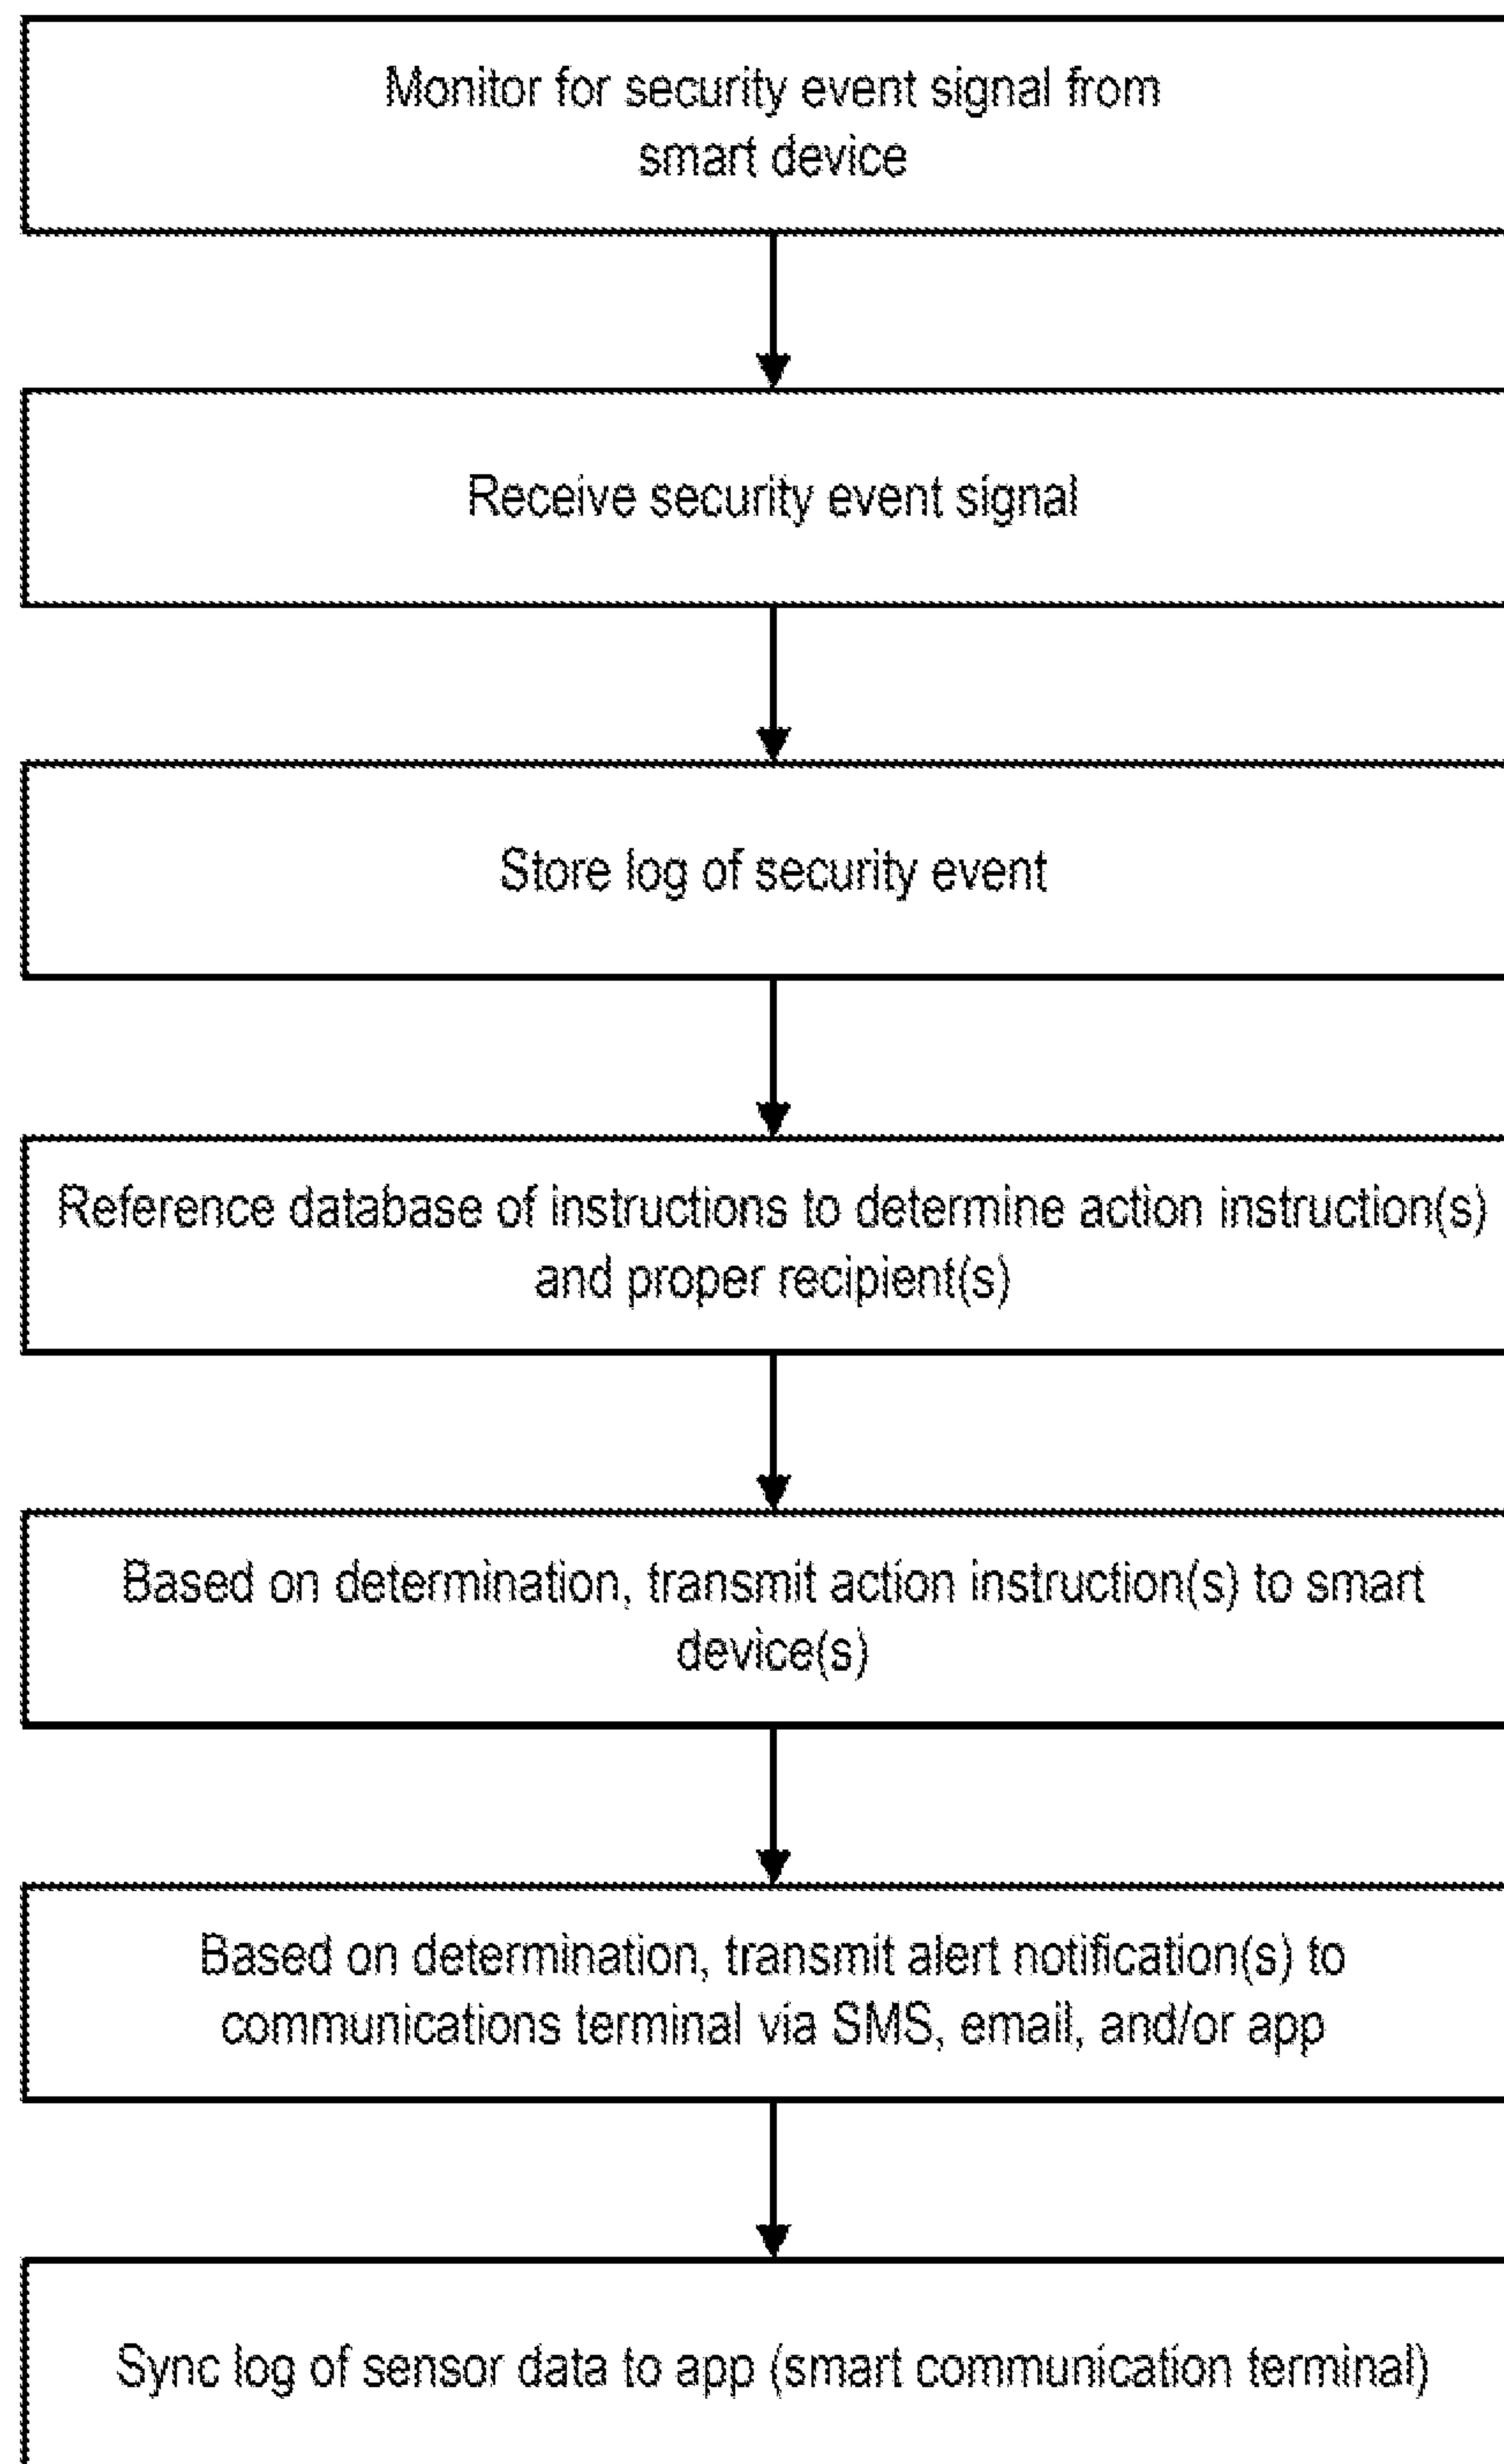 Monitor for security event signal from
smart device
Receive security event signal
Store log of security event
Reference database of instructions to determine action instruction(s)
and proper recipient(s)
Based on determination, transmit action instruction(s) to smart
device(s)
Based on determination, transmit alert notification(s) to
communications terminal via SMS, email, and/or app
Sync log of sensor data to app (smart communication terminal)